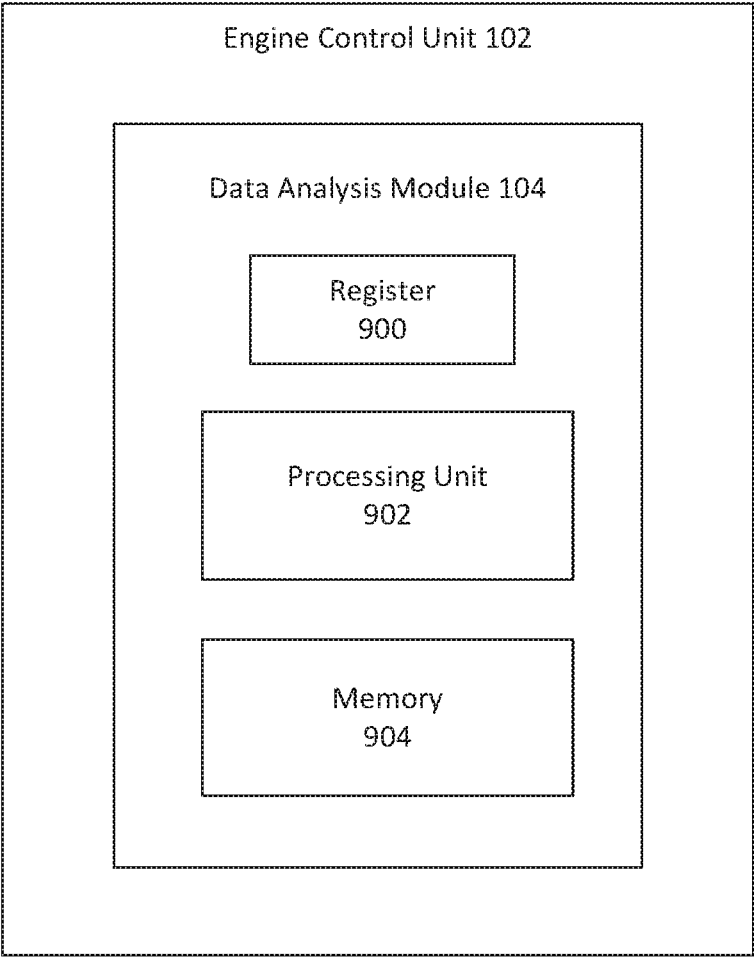 Engine Control Unit 102
Data Analysis Module 104
Register
900
Processing Unit
902
Memory
904